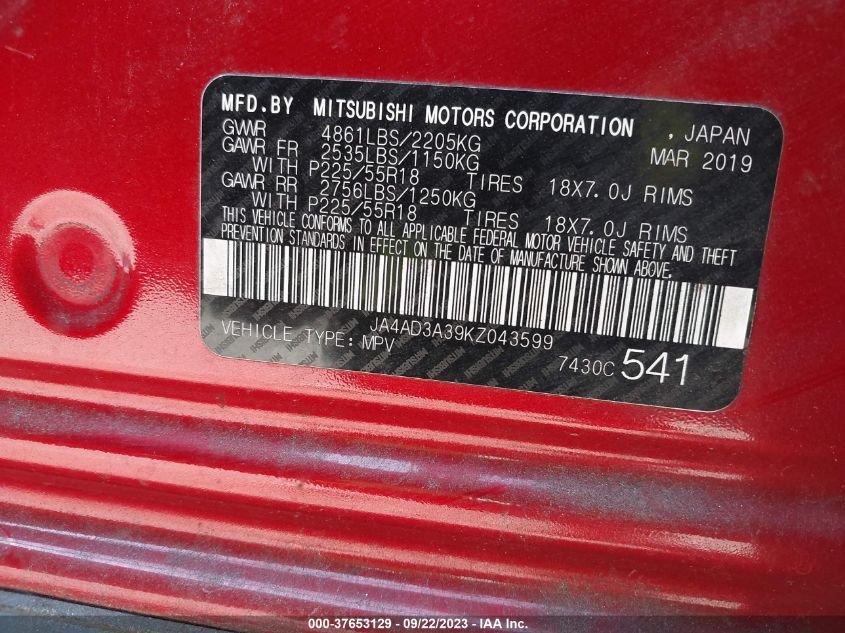 MFD.BY MITSUBISHI MOTORS CORPORATION , JAPAN
GVWR 4861LBS/2205KG MAR 2019
GAWR FR 2535LBS/1150KG
WITH P225/55R18 TIRES 18X7.0J RIMS
GAWR RR 2756LBS/1250KG
WITH P225/55R18 TIRES 18X7.0J RIMS
THIS VEHICLE CONFORMS TO ALL APPLICABLE FEDERAL MOTOR VEHICLE SAFETY AND THEFT
PREVENTION STANDARDS IN EFFECT ON THE DATE OF MANUFACTURE SHOWN ABOVE.
JA4AD3A39KZ043599
VEHICLE TYPE:MPV
7430C 541
000-37653129 - 09/22/2023 - IAA Inc.